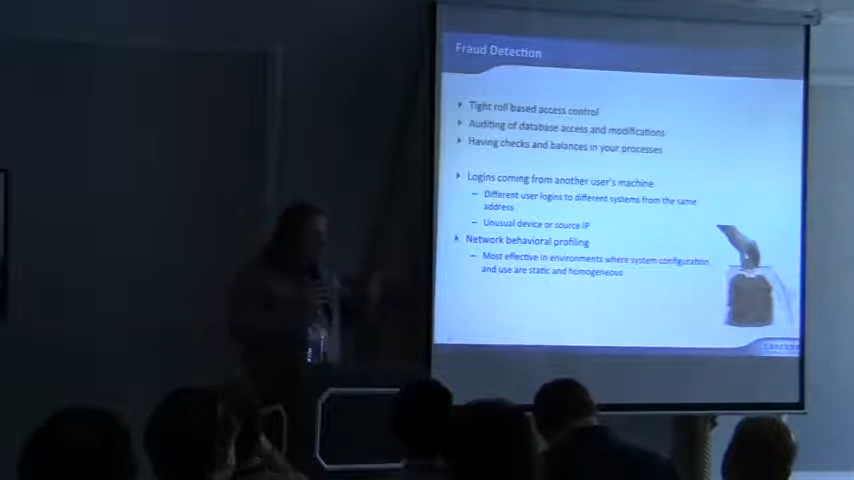 Fraud Detection
Tight roll based access control
Auditing of database access and modifications
Having checks and balances in your processes
Logins coming from another user's machine
– Different user logins to different systems from the same
address
– Unusual device or source IP
Network behavioral profiling
– Most effective in environments where system configuration
and use are static and homogeneous